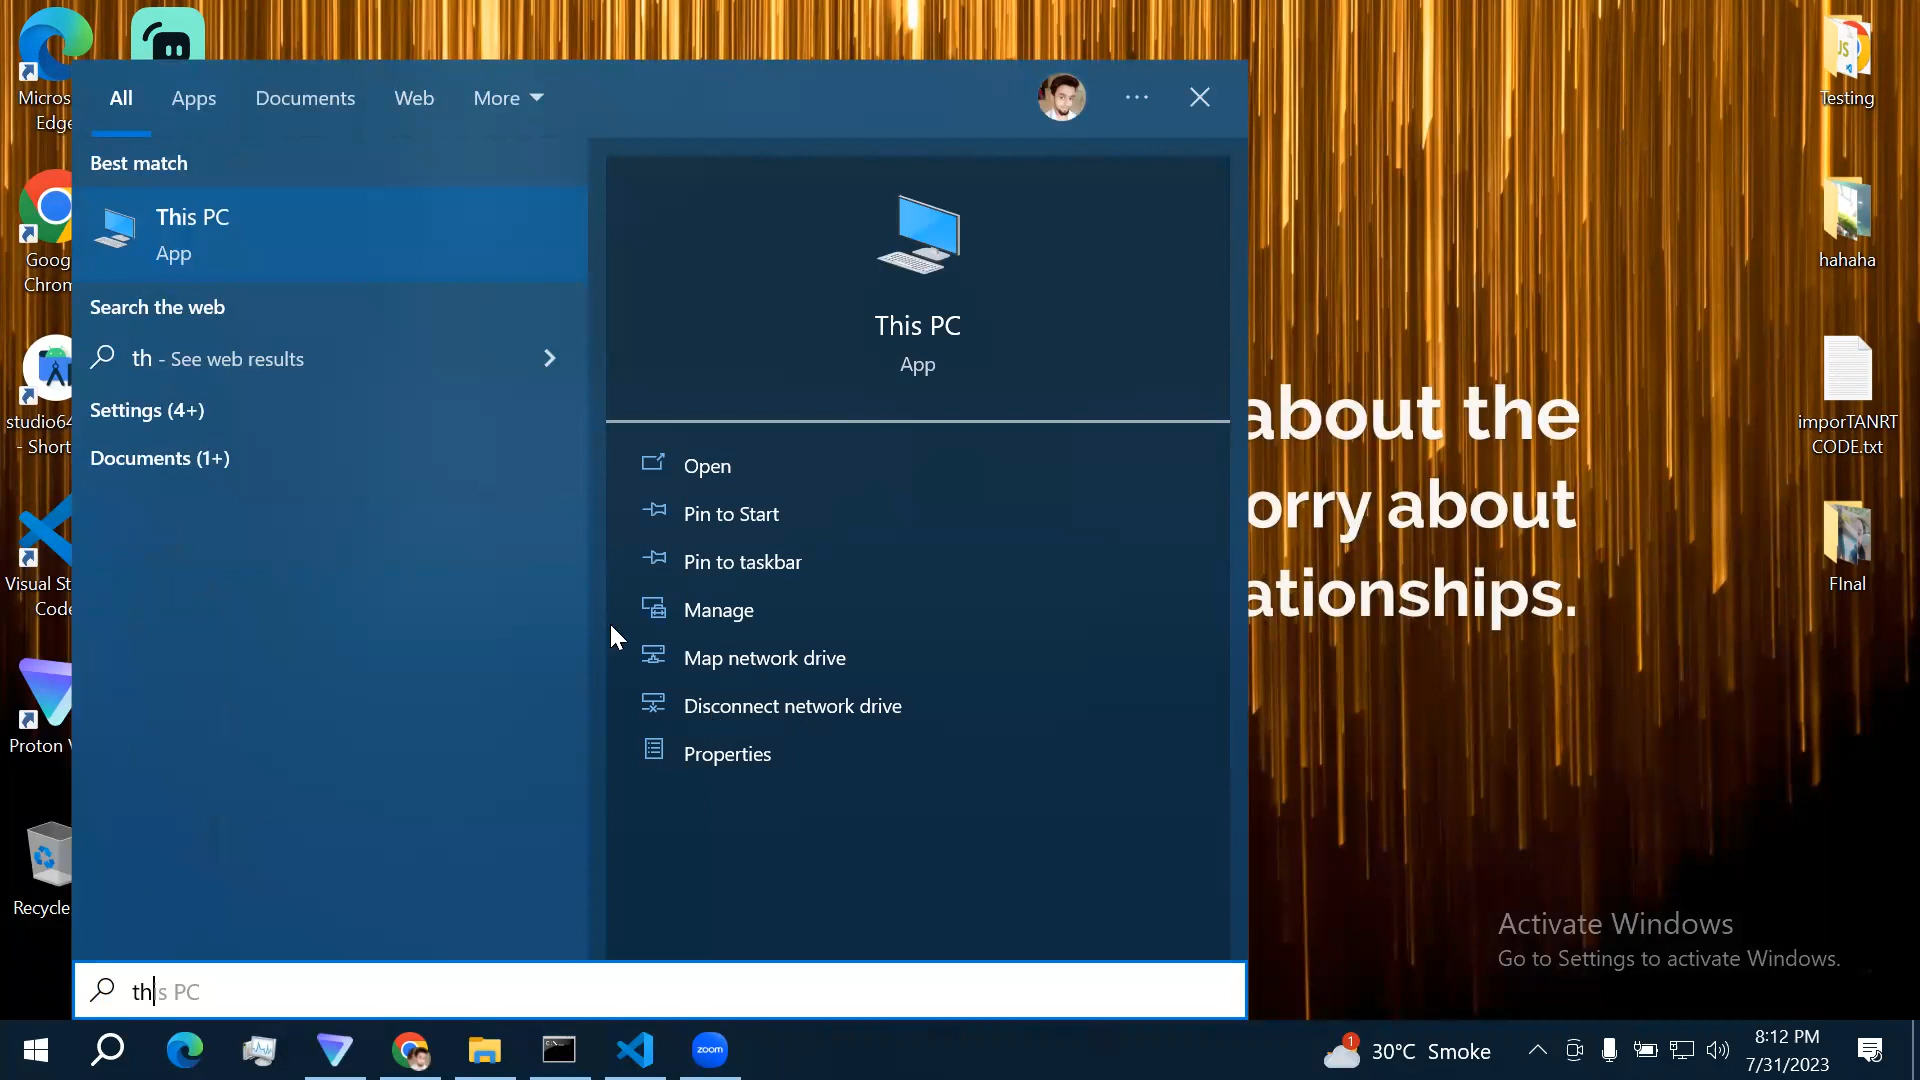 Micros
Edge
Goog
Chrom
studio64
- Short
Visual St
Code
Proton V
Recycle
All
Apps
Documents
Web
More
Best match
This PC
App
Search the web
th - See web results
Settings (4+)
Documents (1+)
This PC
App
Open
Pin to Start
Pin to taskbar
Manage
Map network drive
Disconnect network drive
Properties
this PC
about the
orry about
ationships.
JS
Testing
hahaha
imporTANRT
CODE.txt
FInal
Activate Windows
Go to Settings to activate Windows.
zoom
1
30°C Smoke
8:12 PM
7/31/2023